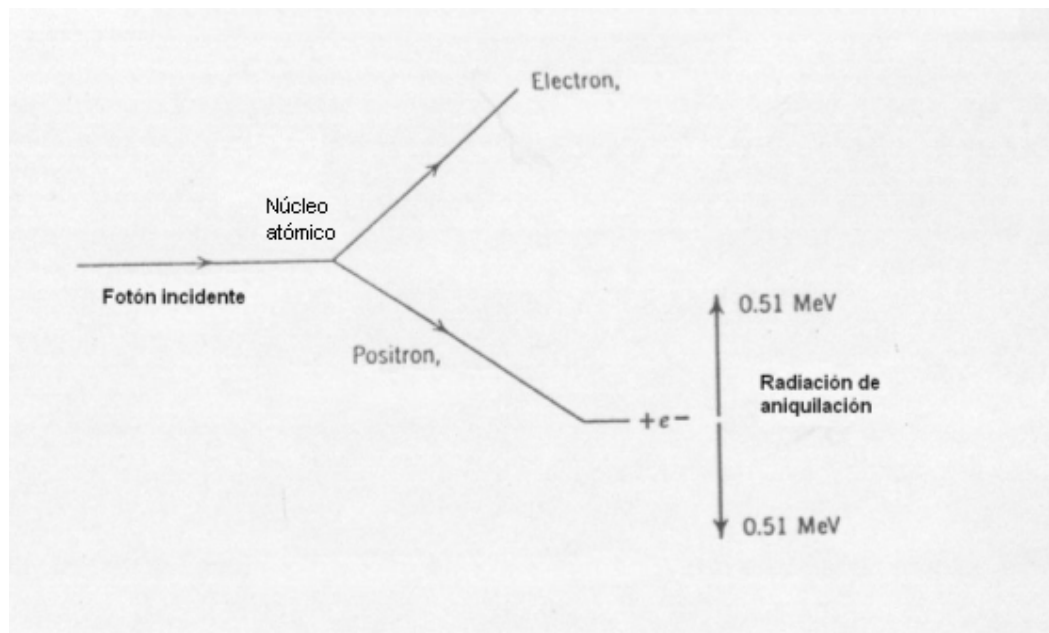 Electron,
Núcleo
atómico
Fotón incidente
Positron,
+e−
0.51 MeV
Radiación de
aniquilación
0.51 MeV